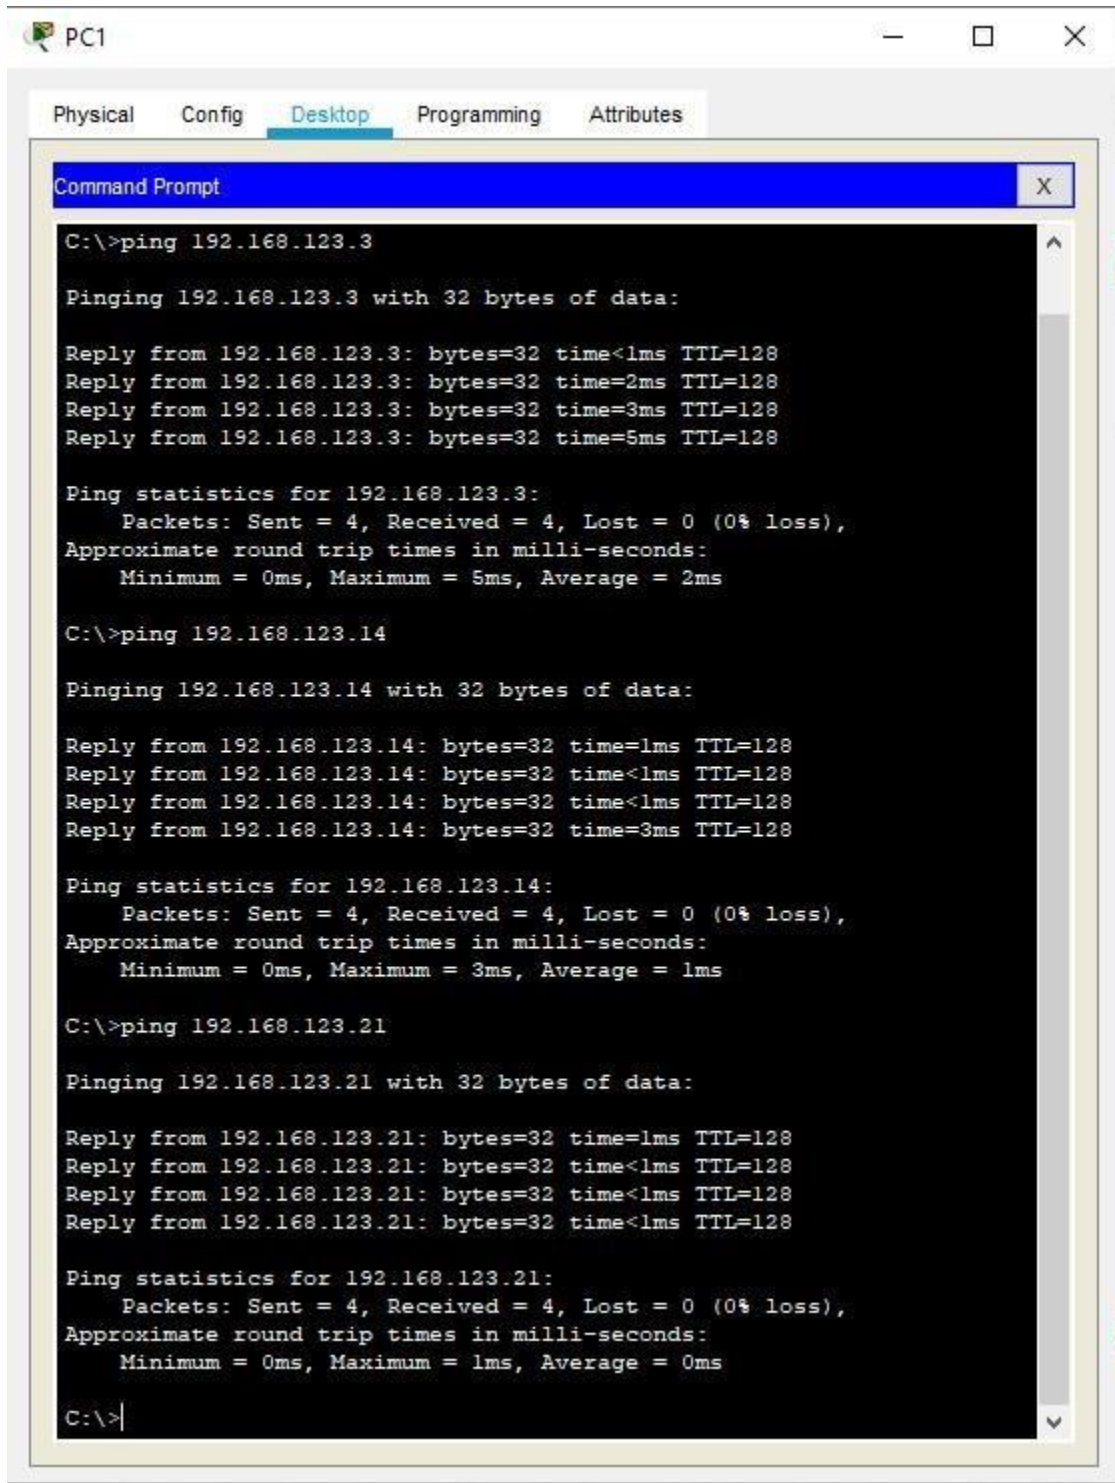 PC1
Physical Config Desktop Programming Attributes
Command Prompt X
C:\>ping 192.168.123.3
Pinging 192.168.123.3 with 32 bytes of data:
Reply from 192.168.123.3: bytes=32 time<1ms TTL=128
Reply from 192.168.123.3: bytes=32 time=2ms TTL=128
Reply from 192.168.123.3: bytes=32 time=3ms TTL=128
Reply from 192.168.123.3: bytes=32 time=5ms TTL=128
Ping statistics for 192.168.123.3:
    Packets: Sent = 4, Received = 4, Lost = 0 (0% loss),
Approximate round trip times in milli-seconds:
    Minimum = 0ms, Maximum = 5ms, Average = 2ms
C:\>ping 192.168.123.14
Pinging 192.168.123.14 with 32 bytes of data:
Reply from 192.168.123.14: bytes=32 time=1ms TTL=128
Reply from 192.168.123.14: bytes=32 time<1ms TTL=128
Reply from 192.168.123.14: bytes=32 time<1ms TTL=128
Reply from 192.168.123.14: bytes=32 time=3ms TTL=128
Ping statistics for 192.168.123.14:
    Packets: Sent = 4, Received = 4, Lost = 0 (0% loss),
Approximate round trip times in milli-seconds:
    Minimum = 0ms, Maximum = 3ms, Average = 1ms
C:\>ping 192.168.123.21
Pinging 192.168.123.21 with 32 bytes of data:
Reply from 192.168.123.21: bytes=32 time=1ms TTL=128
Reply from 192.168.123.21: bytes=32 time<1ms TTL=128
Reply from 192.168.123.21: bytes=32 time<1ms TTL=128
Reply from 192.168.123.21: bytes=32 time<1ms TTL=128
Ping statistics for 192.168.123.21:
    Packets: Sent = 4, Received = 4, Lost = 0 (0% loss),
Approximate round trip times in milli-seconds:
    Minimum = 0ms, Maximum = 1ms, Average = 0ms
C:\>